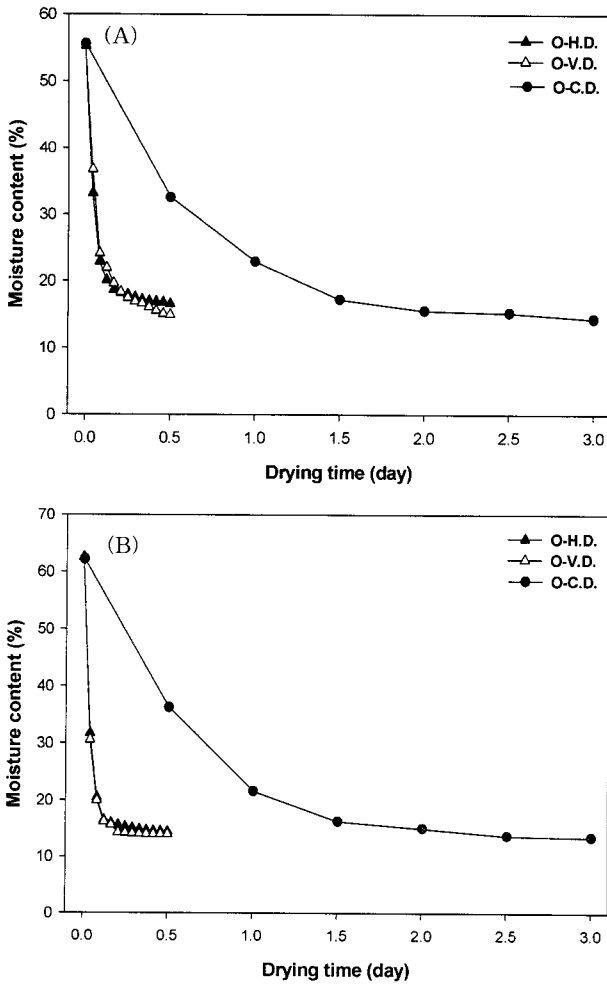 60
50
40
30
20
10
0
Moisture content (%)
(A)
O-H.D.
O-V.D.
O-C.D.
0.0 0.5 1.0 1.5 2.0 2.5 3.0
Drying time (day)
70
60
50
40
30
20
10
0
Moisture content (%)
(B)
O-H.D.
O-V.D.
O-C.D.
0.0 0.5 1.0 1.5 2.0 2.5 3.0
Drying time (day)